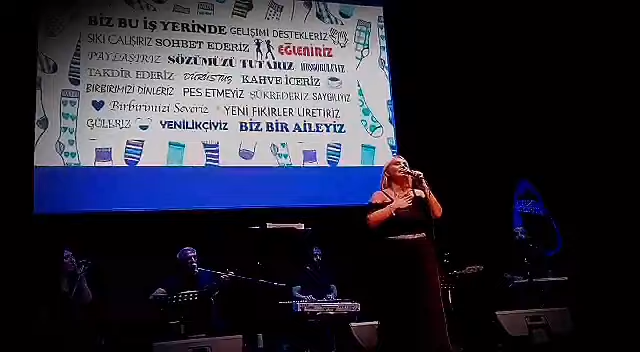 BİZ BU İŞ YERİNDE GELİŞİMİ DESTEKLERİZ
SIKI ÇALIŞIRIZ SOHBET EDERİZ EĞLENİRİZ
PAYLAŞIRIZ SÖZÜMÜZÜ TUTARIZ HOŞGÖRÜLÜYÜZ
TAKDİR EDERİZ DÜRÜSTÜZ KAHVE İÇERİZ
BİRBİRİMİZİ DİNLERİZ PES ETMEYİZ ŞÜKREDERİZ SAYGILIYIZ
Birbirimizi Severiz YENİ FİKİRLER ÜRETİRİZ
GÜLERİZ YENİLİKÇİYİZ BİZ BİR AİLEYİZ